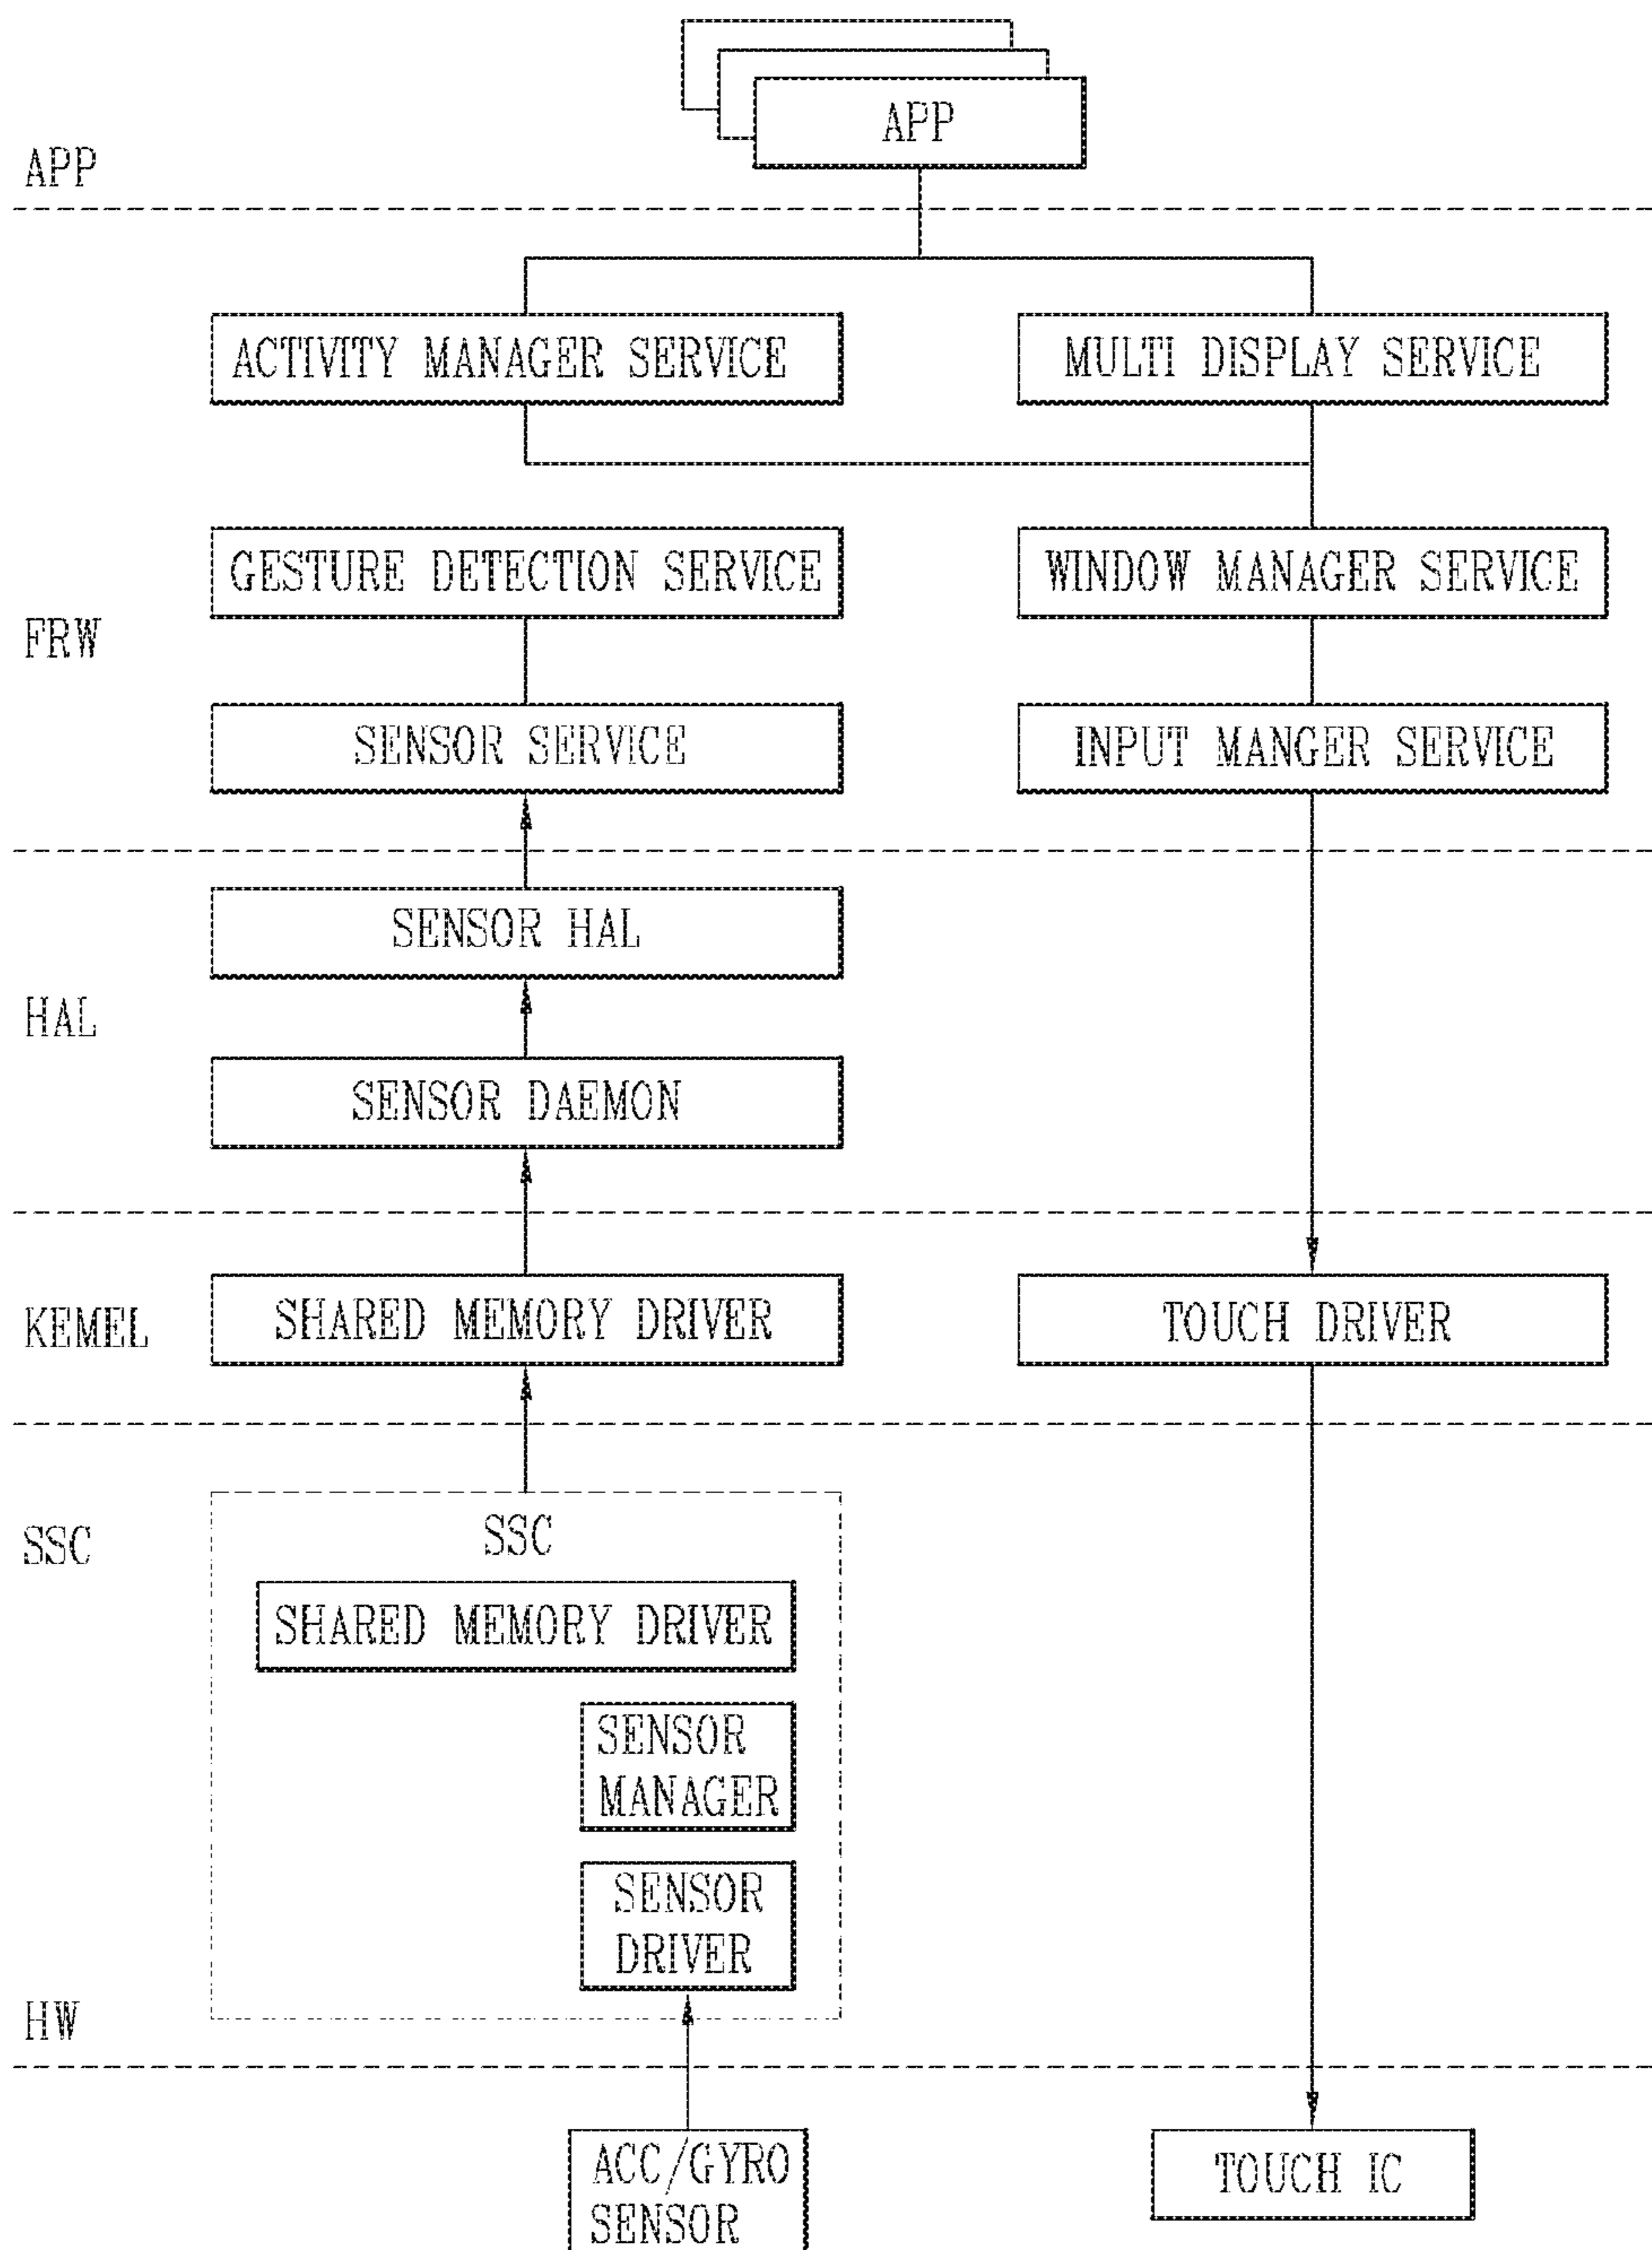 APP
APP
ACTIVITY MANAGER SERVICE
MULTI DISPLAY SERVICE
GESTURE DETECTION SERVICE
WINDOW MANAGER SERVICE
FRW
SENSOR SERVICE
INPUT MANGER SERVICE
SENSOR HAL
HAL
SENSOR DAEMON
KEMEL
SHARED MEMORY DRIVER
TOUCH DRIVER
SSC
SSC
SHARED MEMORY DRIVER
SENSOR
MANAGER
SENSOR
DRIVER
HW
ACC/GYRO
SENSOR
TOUCH IC